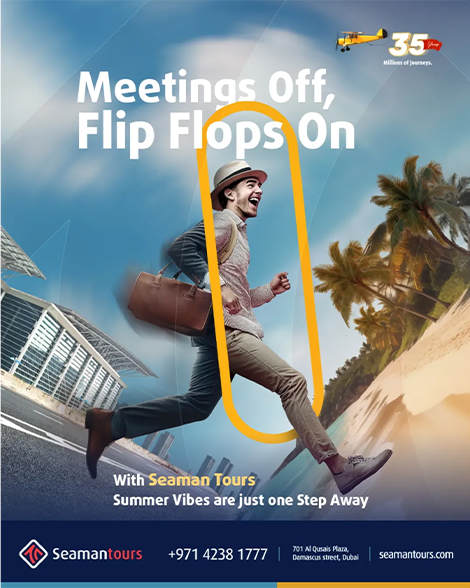 35 Years
Millions of Journeys.
Meetings Off,
Flip Flops On
With Seaman Tours
Summer Vibes are just one Step Away
Seamantours
+971 4238 1777
701 Al Qusais Plaza,
Damascus street, Dubai
seamantours.com